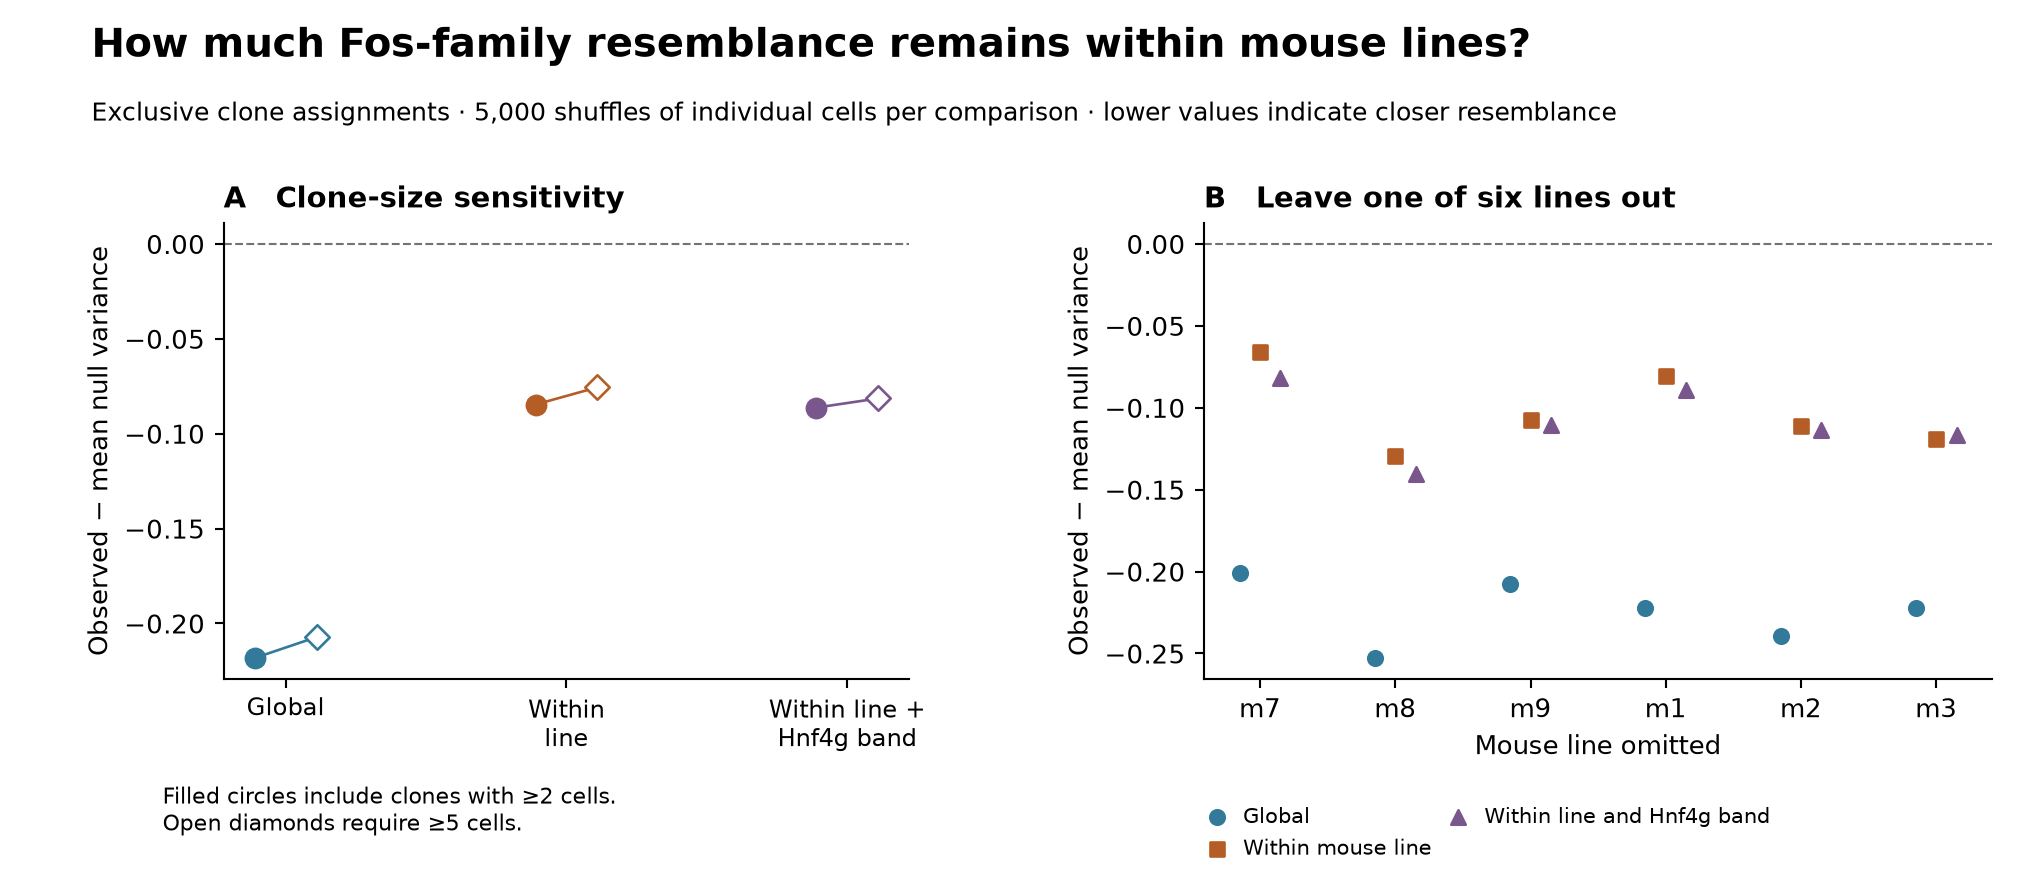 How much Fos-family resemblance remains within mouse lines?
Exclusive clone assignments · 5,000 shuffles of individual cells per comparison · lower values indicate closer resemblance
A Clone-size sensitivity
Observed − mean null variance
0.00
−0.05
−0.10
−0.15
−0.20
Global
Within
line
Within line +
Hnf4g band
Filled circles include clones with ≥2 cells.
Open diamonds require ≥5 cells.
B Leave one of six lines out
Observed − mean null variance
0.00
−0.05
−0.10
−0.15
−0.20
−0.25
m7 m8 m9 m1 m2 m3
Mouse line omitted
Global
Within mouse line
Within line and Hnf4g band